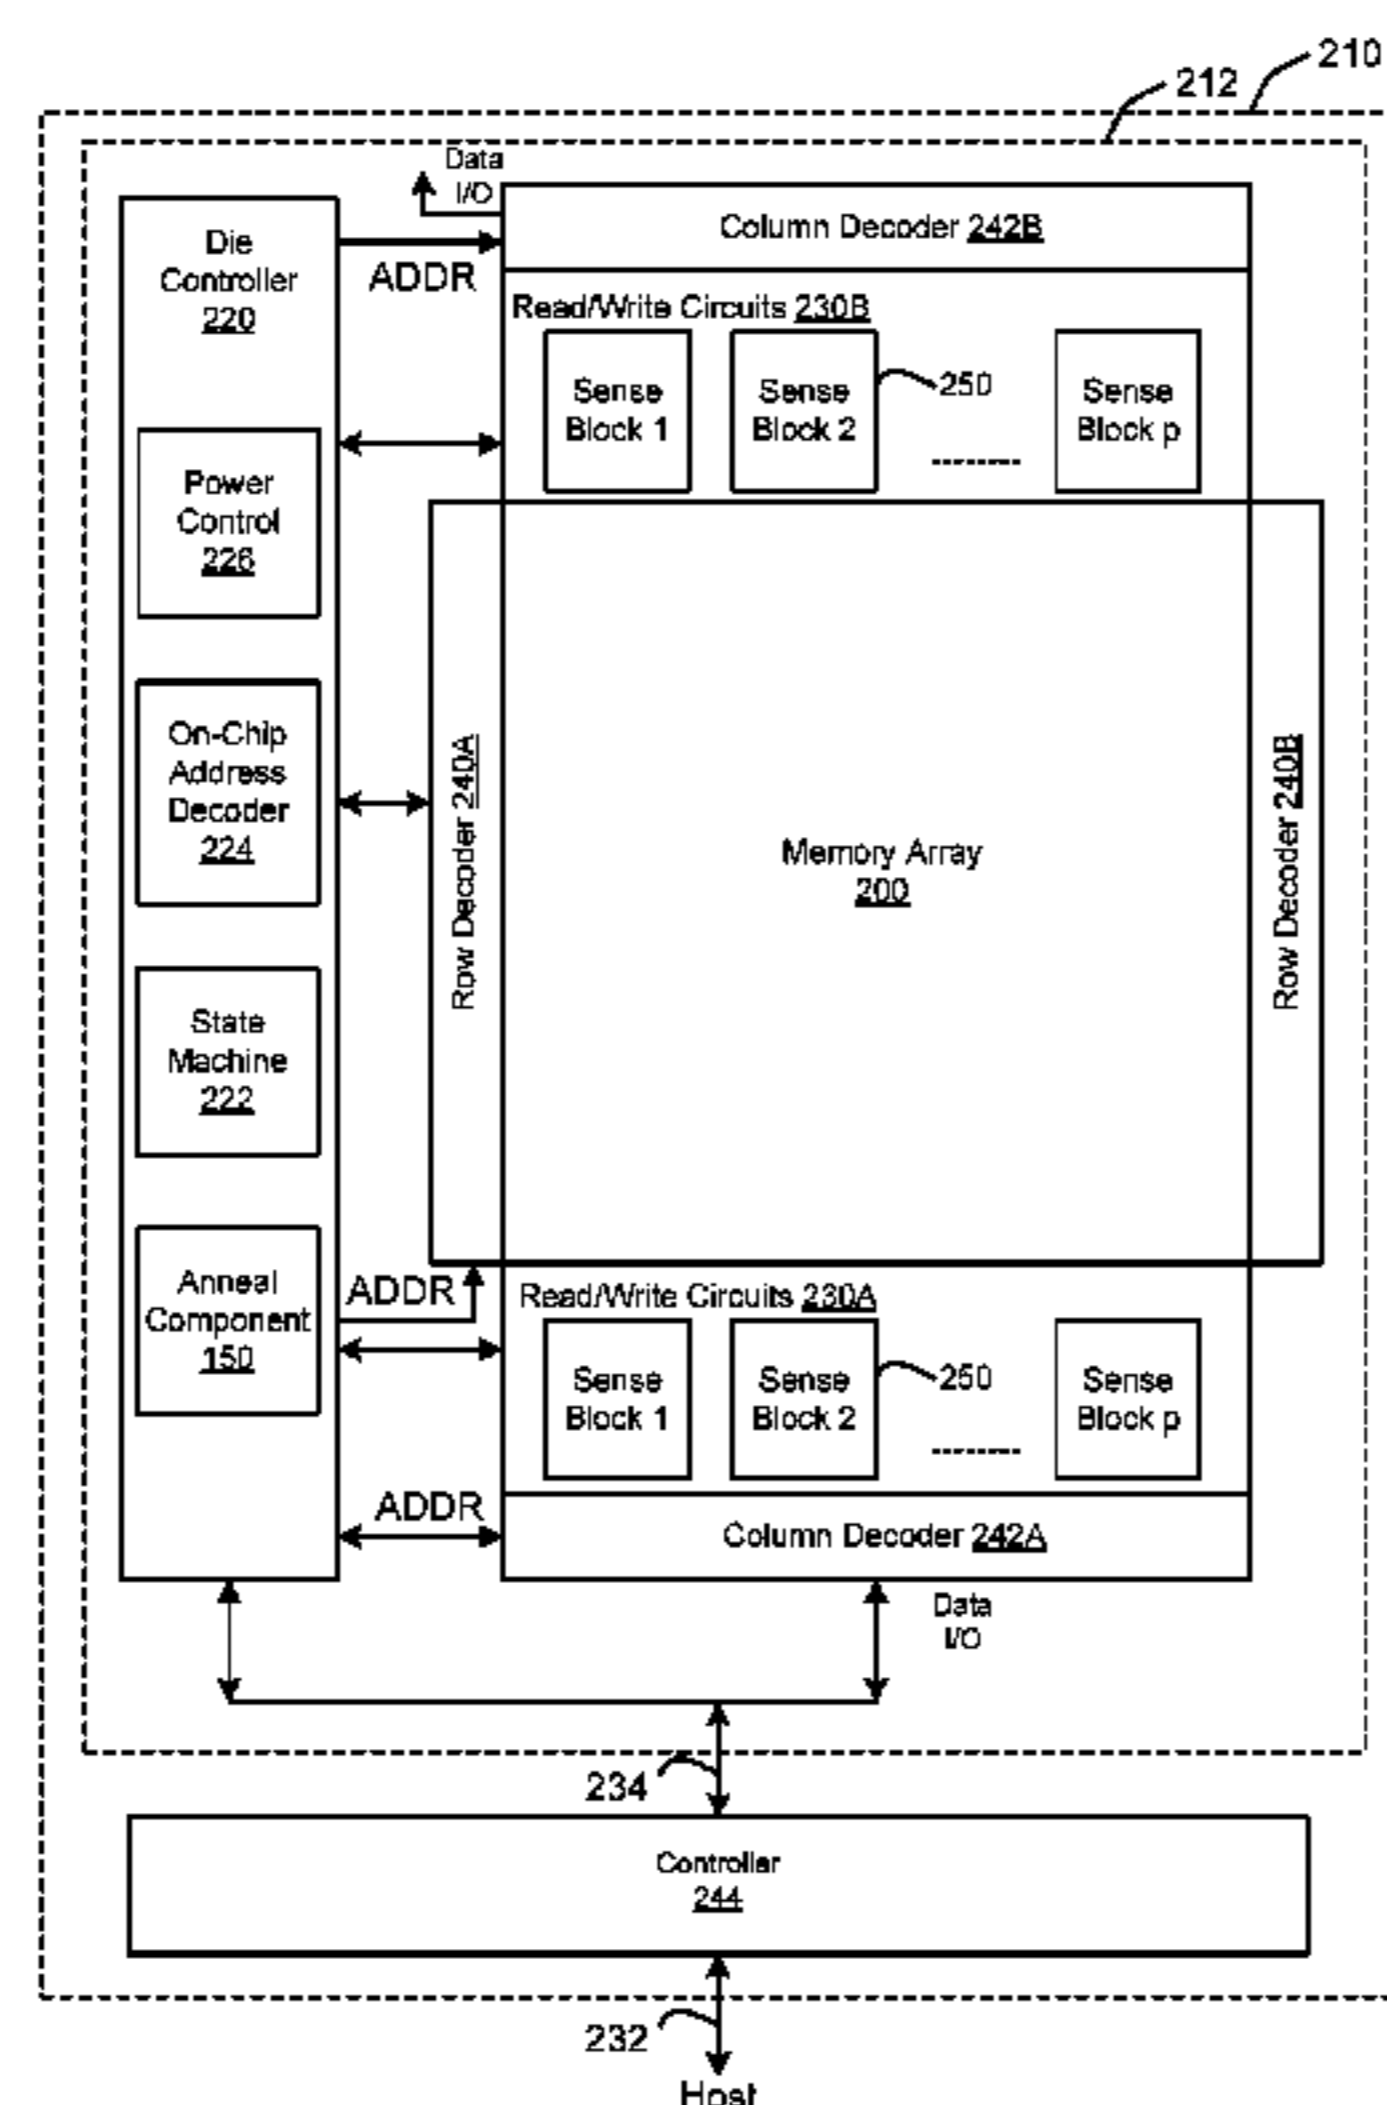 210
212
Data
I/O
Die
Controller
220
ADDR
Column Decoder 242B
Read/Write Circuits 230B
Sense
Block 1
Sense
Block 2
250
Sense
Block p
Power
Control
226
On-Chip
Address
Decoder
224
Row Decoder 240A
Memory Array
200
Row Decoder 240B
State
Machine
222
Anneal
Component
150
ADDR
Read/Write Circuits 230A
Sense
Block 1
Sense
Block 2
250
Sense
Block p
ADDR
Column Decoder 242A
Data
I/O
234
Controller
244
232
Host